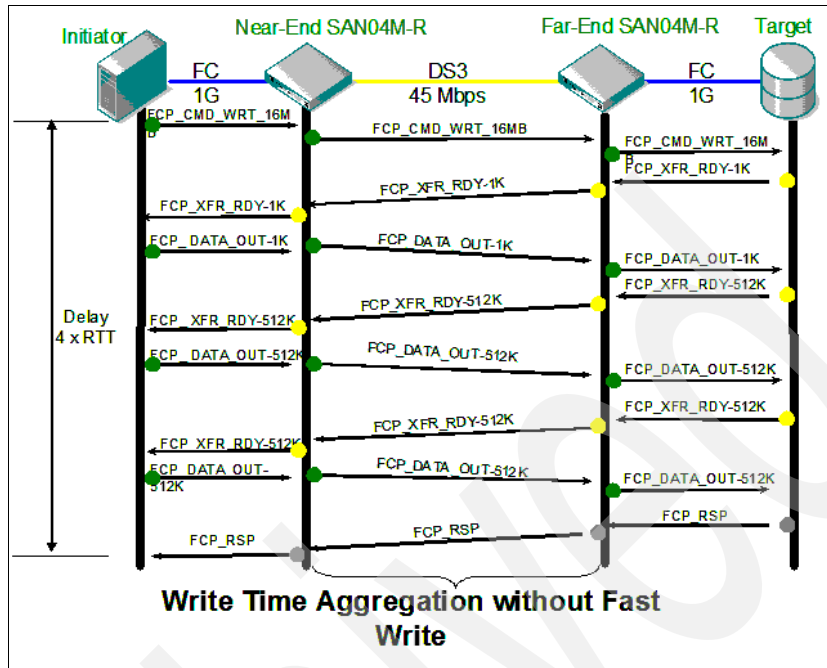 Initiator
Near-End SAN04M-R
Far-End SAN04M-R
Target
FC
1G
DS3
45 Mbps
FC
1G
FCP_CMD_WRT_16M
B
FCP_CMD_WRT_16MB
FCP_CMD_WRT_16M
B
FCP_XFR_RDY-1K
FCP_XFR_RDY-1K
FCP_XFR_RDY-1K
FCP_DATA_OUT-1K
FCP_DATA_OUT-1K
FCP_DATA_OUT-1K
FCP_XFR_RDY-512K
FCP_XFR_RDY-512K
FCP_XFR_RDY-512K
Delay
4 x RTT
FCP_DATA_OUT-512K
FCP_DATA_OUT-512K
FCP_DATA_OUT-512K
FCP_XFR_RDY-512K
FCP_XFR_RDY-512K
FCP_XFR_RDY-512K
FCP_DATA_OUT-
512K
FCP_DATA_OUT-512K
FCP_DATA_OUT-512K
FCP_RSP
FCP_RSP
FCP_RSP
Write Time Aggregation without Fast
Write